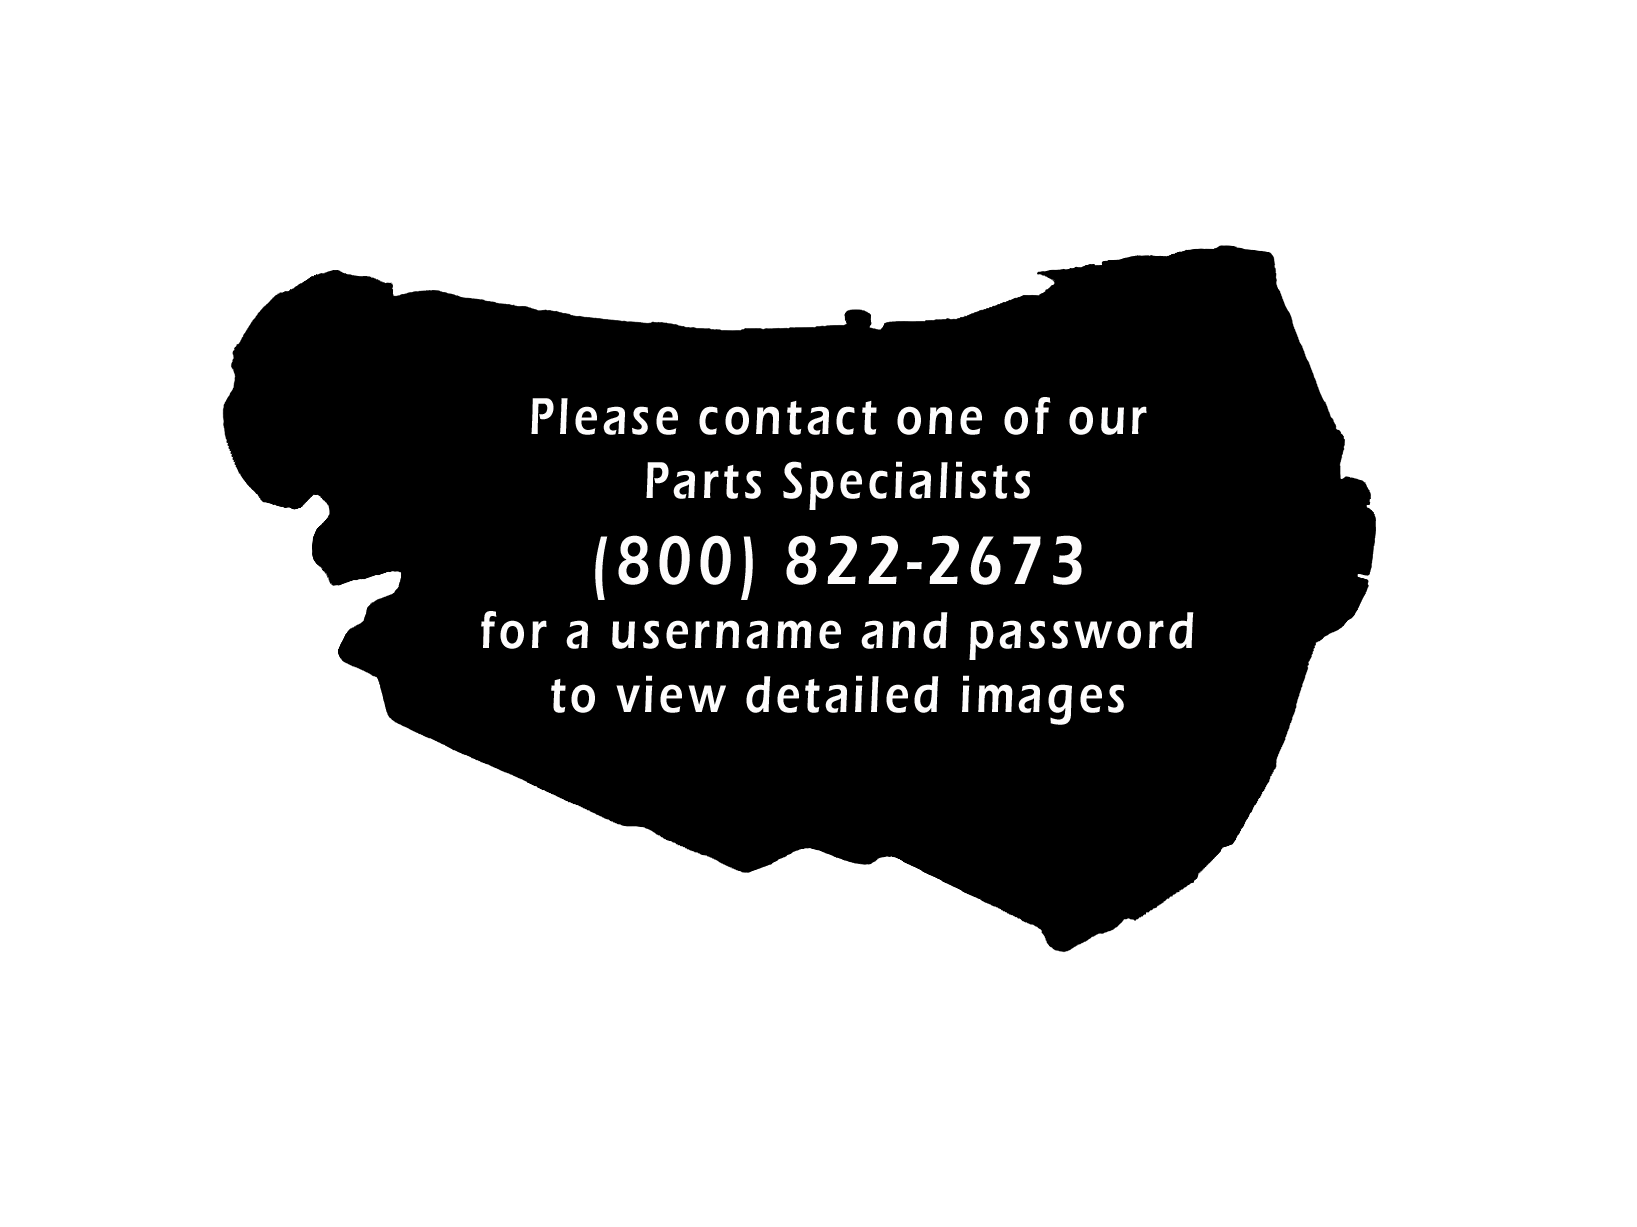 Please contact one of our
Parts Specialists
(800) 822-2673
for a username and password
to view detailed images